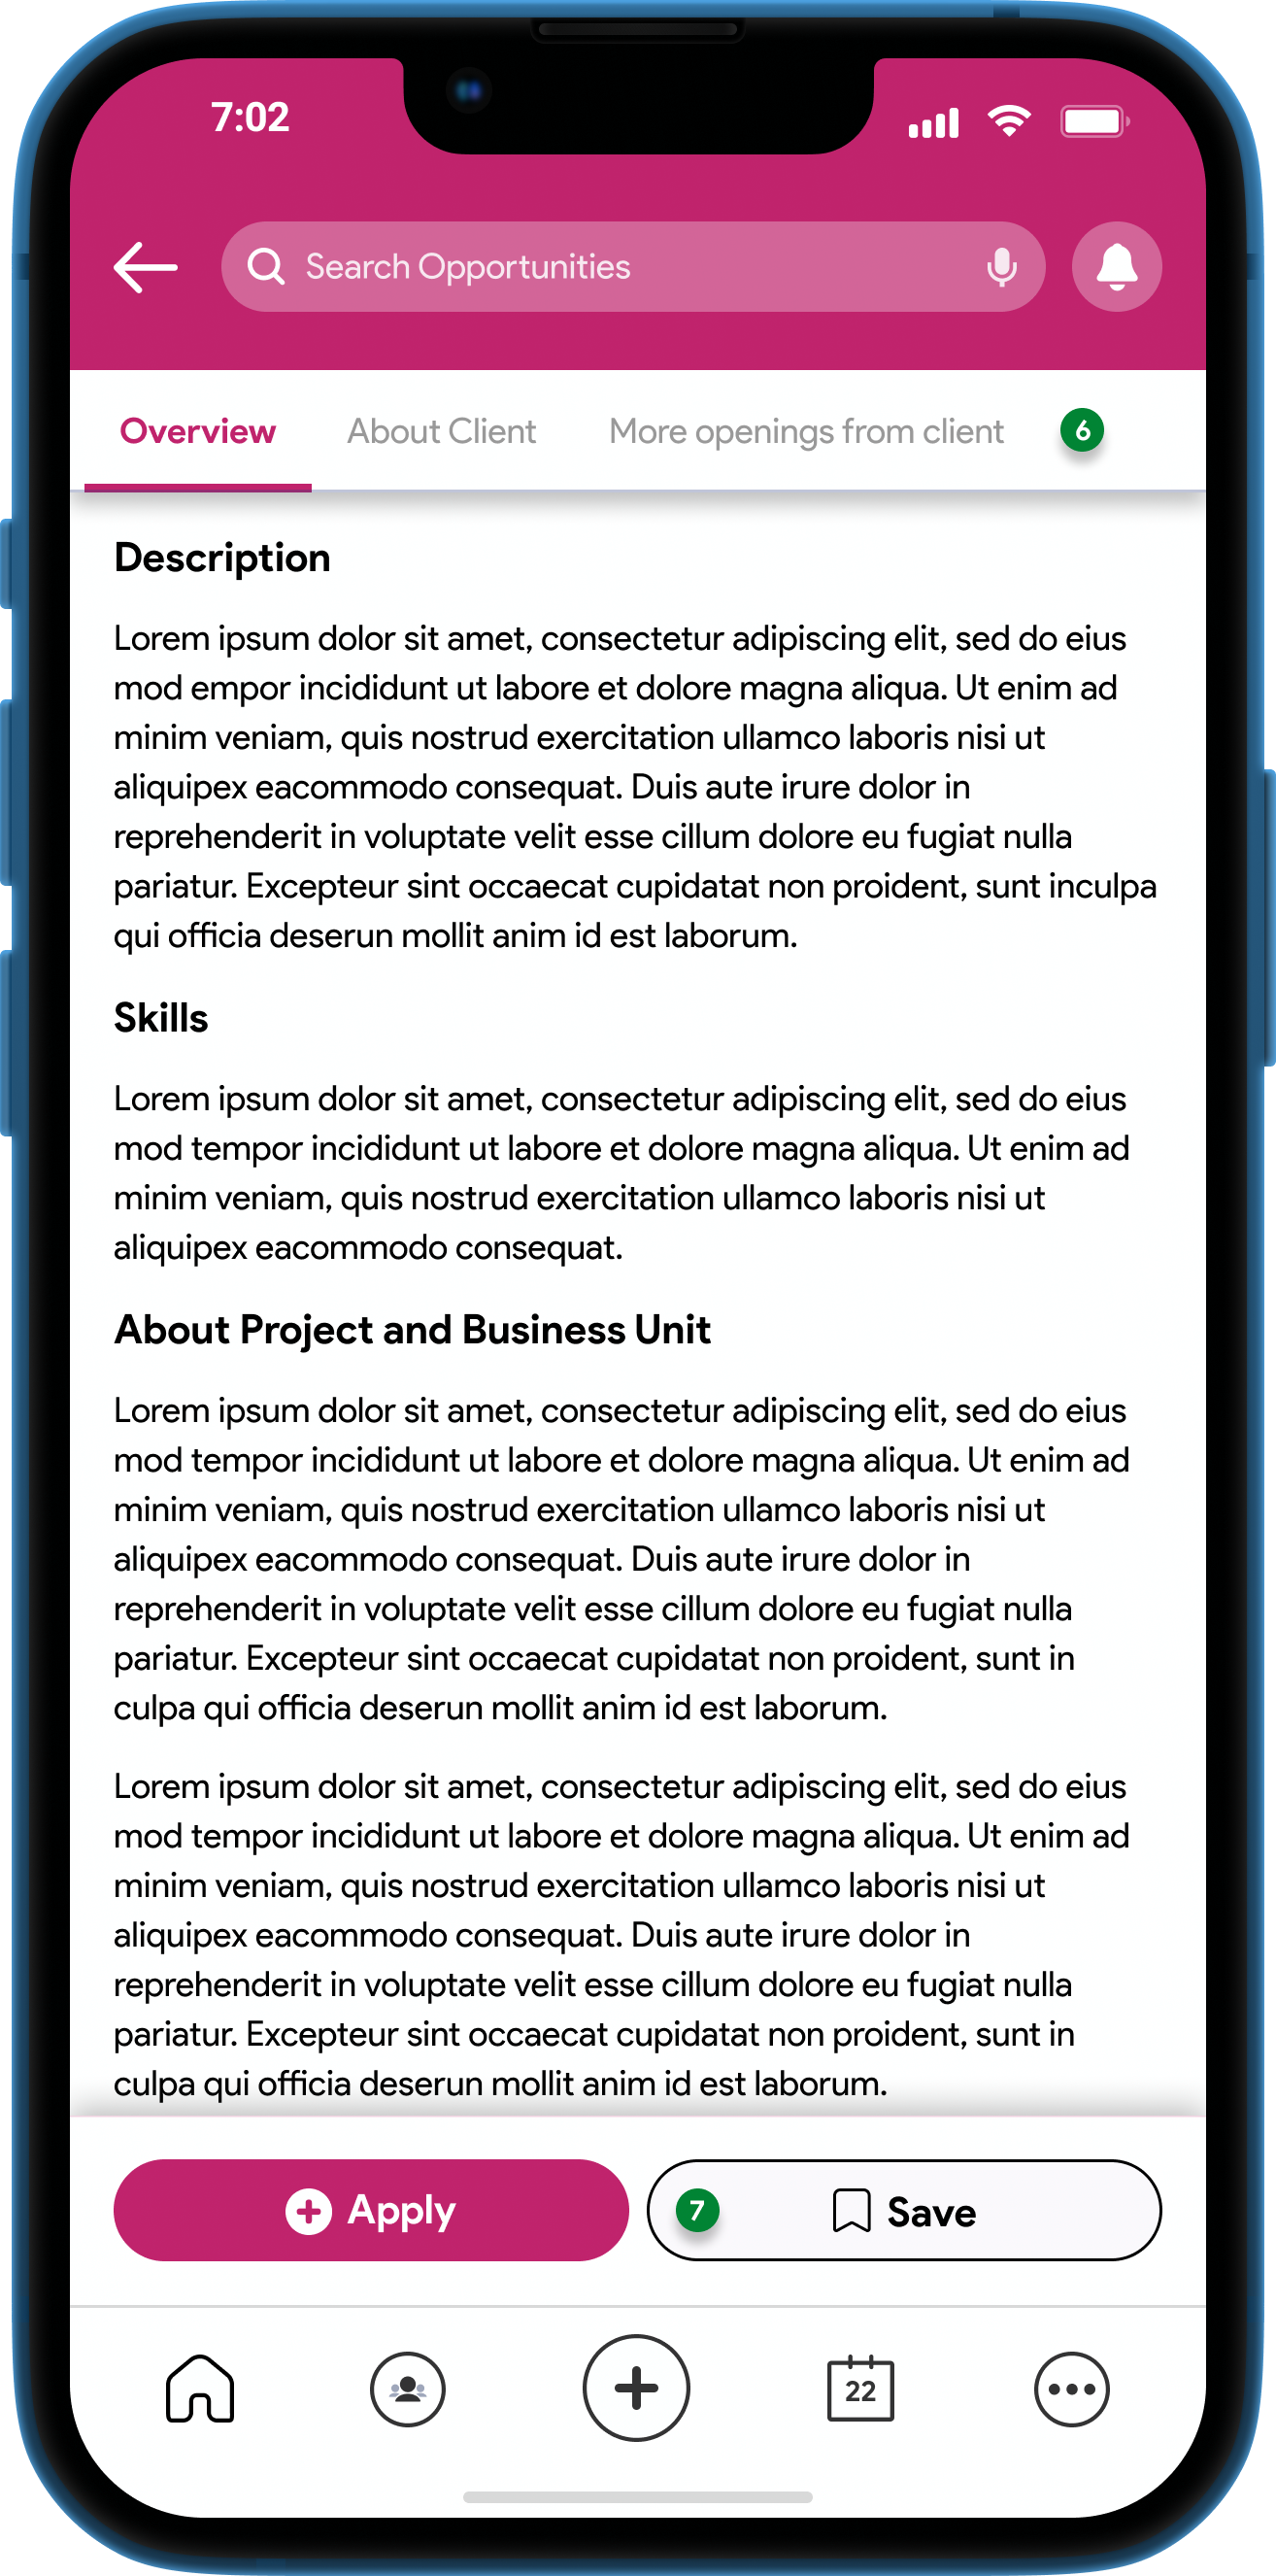 7:02
Search Opportunities
Overview About Client More openings from client 6
Description
Lorem ipsum dolor sit amet, consectetur adipiscing elit, sed do eius
mod empor incididunt ut labore et dolore magna aliqua. Ut enim ad
minim veniam, quis nostrud exercitation ullamco laboris nisi ut
aliquipex eacommodo consequat. Duis aute irure dolor in
reprehenderit in voluptate velit esse cillum dolore eu fugiat nulla
pariatur. Excepteur sint occaecat cupidatat non proident, sunt inculpa
qui officia deserun mollit anim id est laborum.
Skills
Lorem ipsum dolor sit amet, consectetur adipiscing elit, sed do eius
mod tempor incididunt ut labore et dolore magna aliqua. Ut enim ad
minim veniam, quis nostrud exercitation ullamco laboris nisi ut
aliquipex eacommodo consequat.
About Project and Business Unit
Lorem ipsum dolor sit amet, consectetur adipiscing elit, sed do eius
mod tempor incididunt ut labore et dolore magna aliqua. Ut enim ad
minim veniam, quis nostrud exercitation ullamco laboris nisi ut
aliquipex eacommodo consequat. Duis aute irure dolor in
reprehenderit in voluptate velit esse cillum dolore eu fugiat nulla
pariatur. Excepteur sint occaecat cupidatat non proident, sunt in
culpa qui officia deserun mollit anim id est laborum.
Lorem ipsum dolor sit amet, consectetur adipiscing elit, sed do eius
mod tempor incididunt ut labore et dolore magna aliqua. Ut enim ad
minim veniam, quis nostrud exercitation ullamco laboris nisi ut
aliquipex eacommodo consequat. Duis aute irure dolor in
reprehenderit in voluptate velit esse cillum dolore eu fugiat nulla
pariatur. Excepteur sint occaecat cupidatat non proident, sunt in
culpa qui officia deserun mollit anim id est laborum.
Apply 7 Save
22